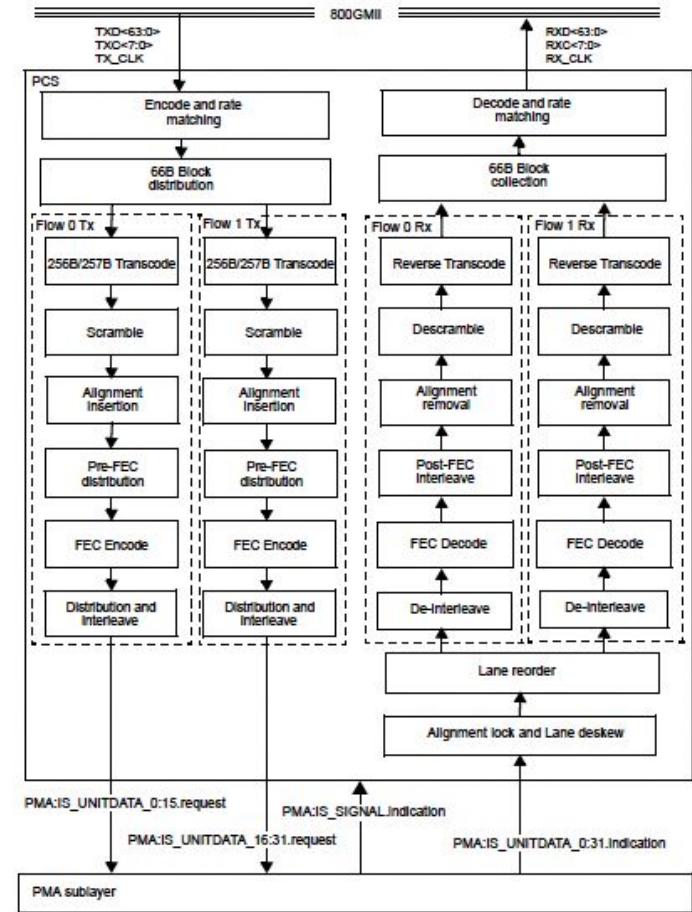 800GMII
TXD<63:0>
TXC<7:0>
TX_CLK
RXD<63:0>
RXC<7:0>
RX_CLK
PCS
Encode and rate
matching
Decode and rate
matching
66B Block
distribution
66B Block
collection
Flow 0 Tx
Flow 1 Tx
Flow 0 Rx
Flow 1 Rx
256B/257B Transcode
256B/257B Transcode
Reverse Transcode
Reverse Transcode
Scramble
Scramble
Descramble
Descramble
Alignment
insertion
Alignment
insertion
Alignment
removal
Alignment
removal
Pre-FEC
distribution
Pre-FEC
distribution
Post-FEC
Interleave
Post-FEC
Interleave
FEC Encode
FEC Encode
FEC Decode
FEC Decode
Distribution and
Interleave
Distribution and
Interleave
De-Interleave
De-Interleave
Lane reorder
Alignment lock and Lane deskew
PMA:IS_UNITDATA_0:15.request
PMA:IS_SIGNAL.indication
PMA:IS_UNITDATA_16:31.request
PMA:IS_UNITDATA_0:31.indication
PMA sublayer